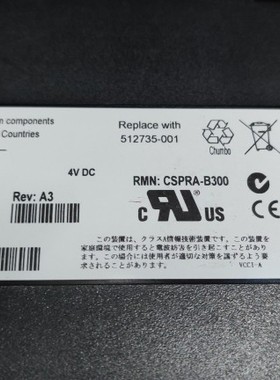 n components
Countries
Replace with
512735-001
Chumbo
4V DC
RMN: CSPRA-B300
Rev: A3
C RU US
この装置は、クラスA情報技術装置です。この装置を
家庭環境で使用すると電波妨害を引き起こすことがあり
ます。この場合には使用者が適切な対策を講ずるよう
要求されることがあります。
VCCI-A